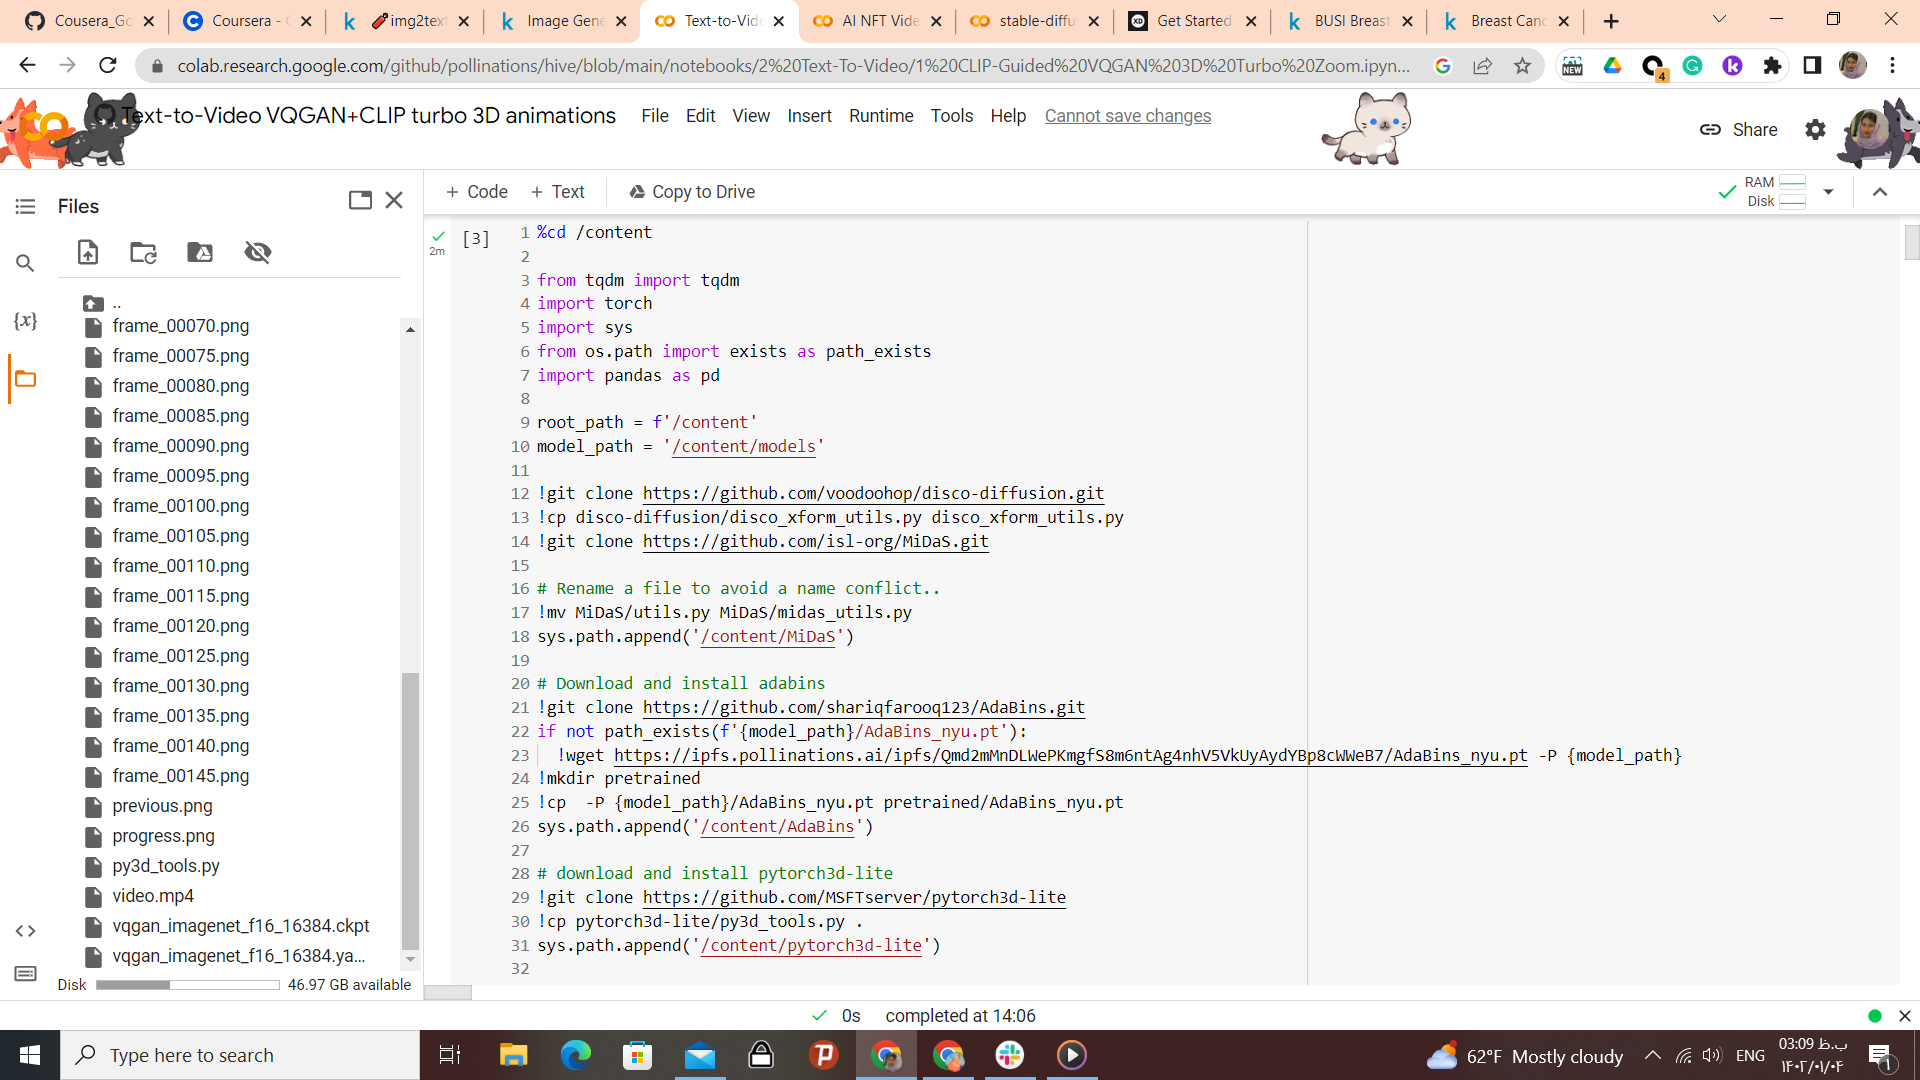 Cousera_Gc
Coursera -
img2text
Image Gene
Text-to-Vide
AI NFT Vide
stable-diffu
Get Started
BUSI Breast
Breast Canc
colab.research.google.com/github/pollinations/hive/blob/main/notebooks/2%20Text-To-Video/1%20CLIP-Guided%20VQGAN%203D%20Turbo%20Zoom.ipyn...
NEW
4
Text-to-Video VQGAN+CLIP turbo 3D animations
File Edit View Insert Runtime Tools Help Cannot save changes
Share
Files
+ Code + Text Copy to Drive
RAM
Disk
..
frame_00070.png
frame_00075.png
frame_00080.png
frame_00085.png
frame_00090.png
frame_00095.png
frame_00100.png
frame_00105.png
frame_00110.png
frame_00115.png
frame_00120.png
frame_00125.png
frame_00130.png
frame_00135.png
frame_00140.png
frame_00145.png
previous.png
progress.png
py3d_tools.py
video.mp4
vqgan_imagenet_f16_16384.ckpt
vqgan_imagenet_f16_16384.ya...
Disk 46.97 GB available
2m
[3]
1 %cd /content
2
3 from tqdm import tqdm
4 import torch
5 import sys
6 from os.path import exists as path_exists
7 import pandas as pd
8
9 root_path = f'/content'
10 model_path = '/content/models'
11
12 !git clone https://github.com/voodoohop/disco-diffusion.git
13 !cp disco-diffusion/disco_xform_utils.py disco_xform_utils.py
14 !git clone https://github.com/isl-org/MiDaS.git
15
16 # Rename a file to avoid a name conflict..
17 !mv MiDaS/utils.py MiDaS/midas_utils.py
18 sys.path.append('/content/MiDaS')
19
20 # Download and install adabins
21 !git clone https://github.com/shariqfarooq123/AdaBins.git
22 if not path_exists(f'{model_path}/AdaBins_nyu.pt'):
23 !wget https://ipfs.pollinations.ai/ipfs/Qmd2mMnDLWePKmgfS8m6ntAg4nhV5VkUyAydYBp8cWWeB7/AdaBins_nyu.pt -P {model_path}
24 !mkdir pretrained
25 !cp  -P {model_path}/AdaBins_nyu.pt pretrained/AdaBins_nyu.pt
26 sys.path.append('/content/AdaBins')
27
28 # download and install pytorch3d-lite
29 !git clone https://github.com/MSFTserver/pytorch3d-lite
30 !cp pytorch3d-lite/py3d_tools.py .
31 sys.path.append('/content/pytorch3d-lite')
32
0s completed at 14:06
Type here to search
62°F Mostly cloudy
ENG
03:09 ب.ظ
۱۴۰۲/۰۱/۰۴
1